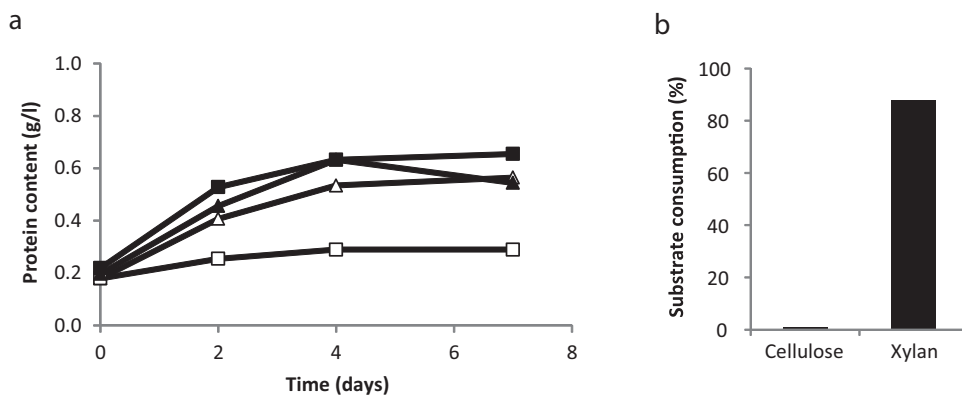 a
1.0
0.8
0.6
0.4
0.2
0.0
Protein content (g/l)
0 2 4 6 8
Time (days)
b
100
80
60
40
20
0
Substrate consumption (%)
Cellulose Xylan